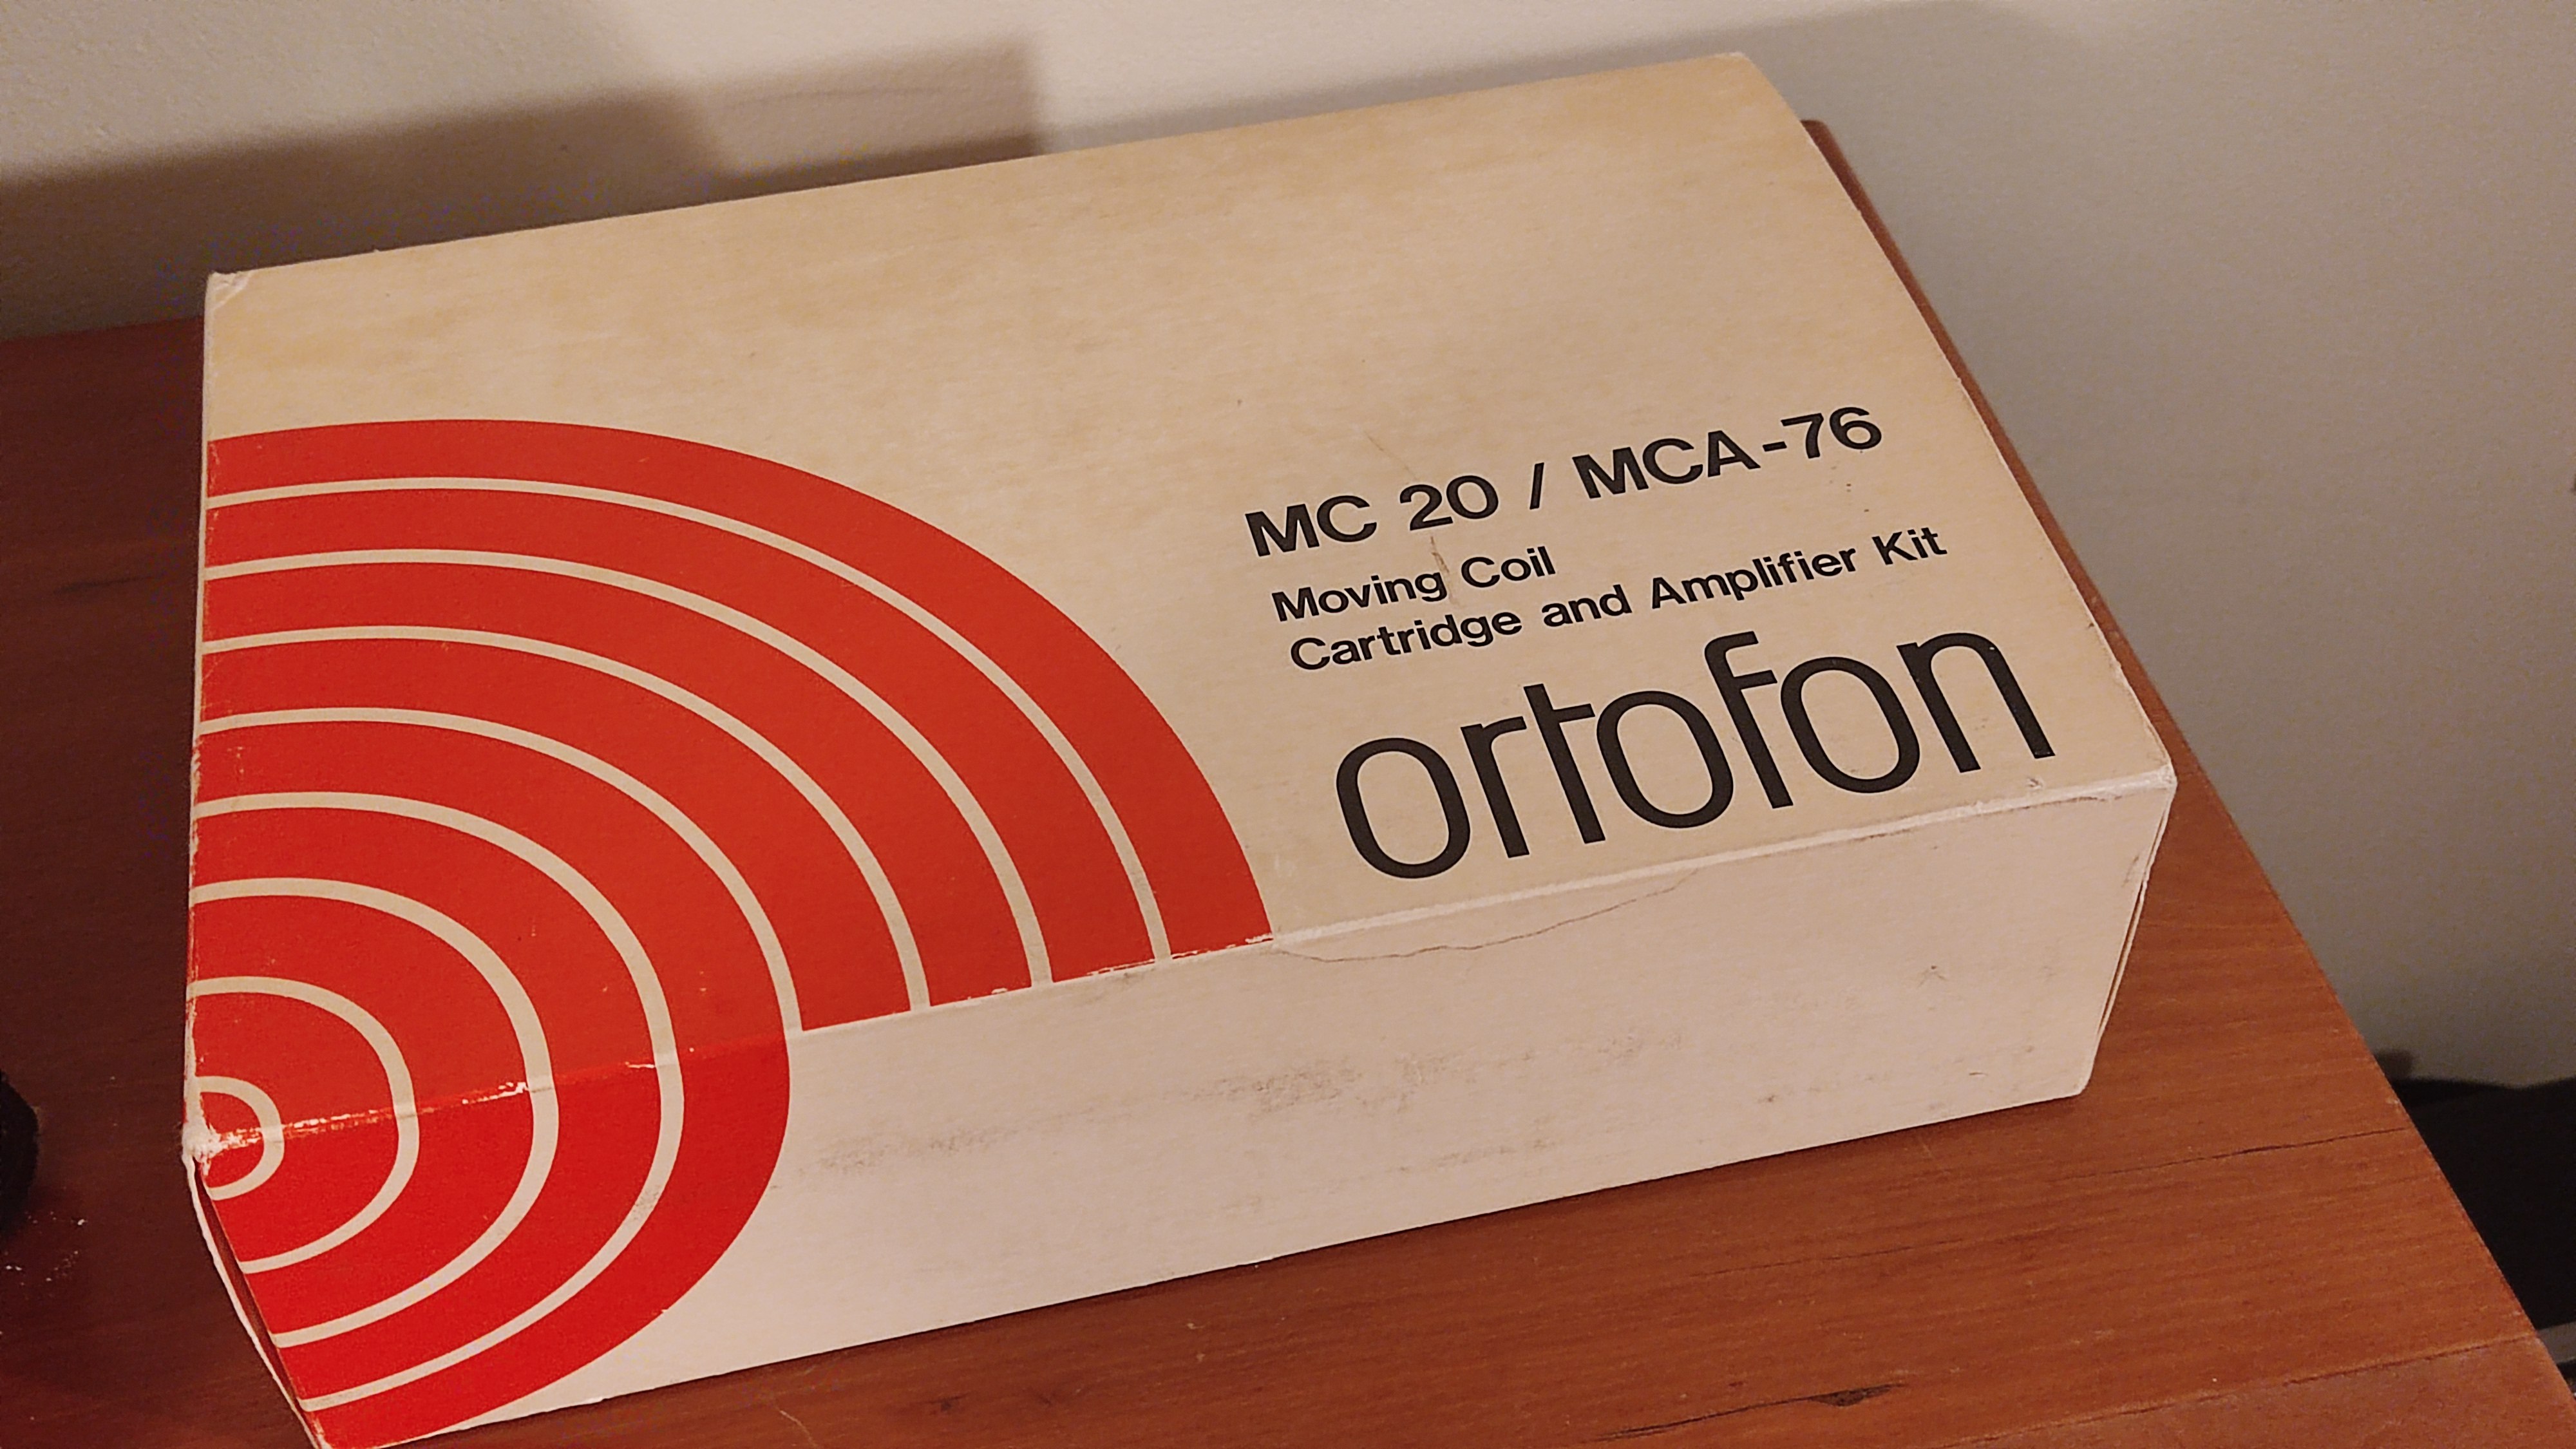 MC 20 / MCA-76
Moving Coil
Cartridge and Amplifier Kit
ortofon